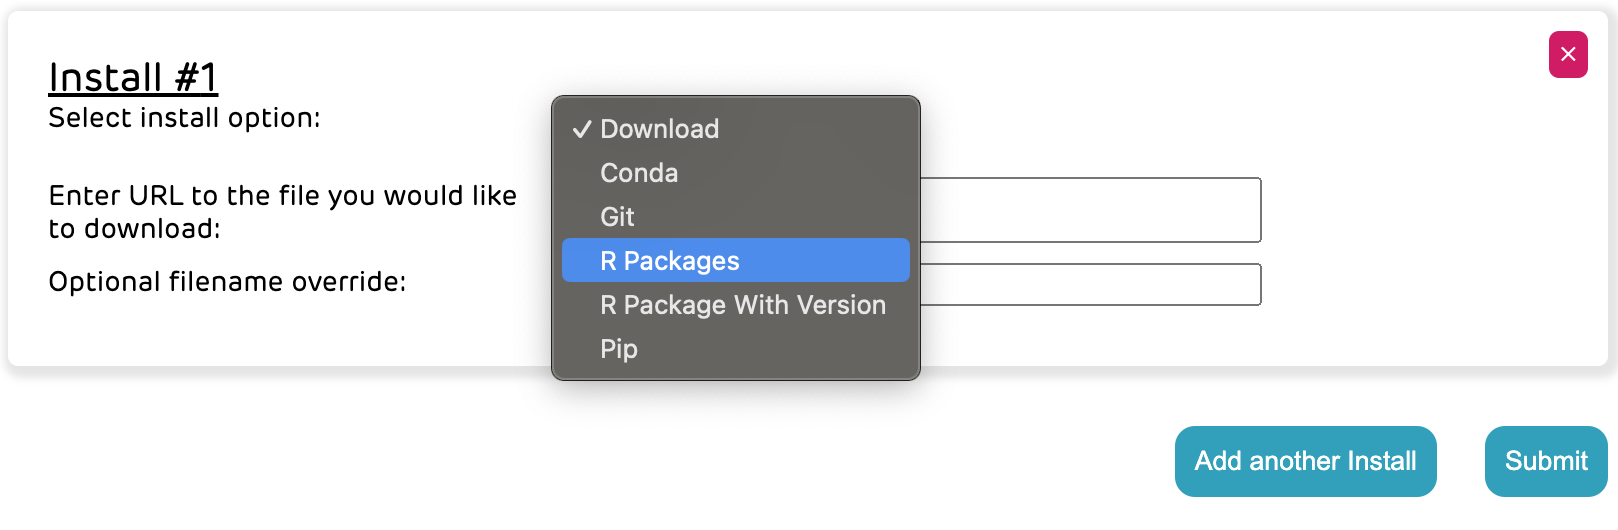 Install #1
Select install option:
✓ Download
Conda
Git
R Packages
R Package With Version
Pip
Enter URL to the file you would like
to download:
Optional filename override:
Add another Install
Submit